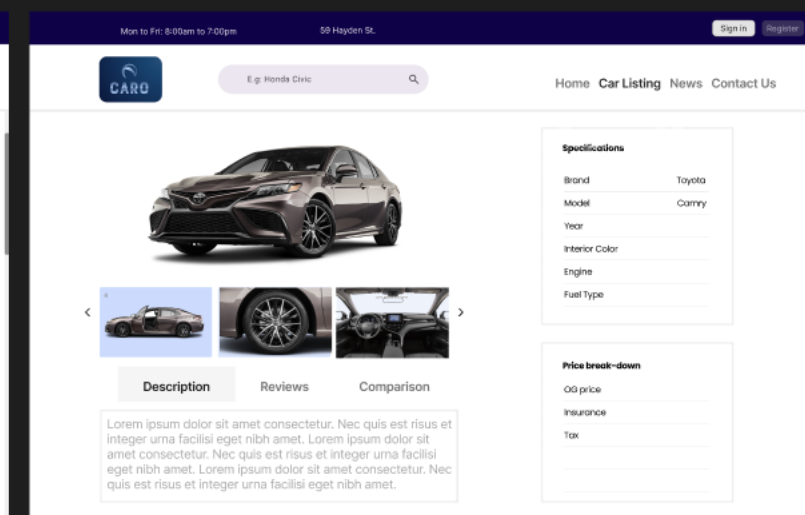 Mon to Fri: 8:00am to 7:00pm
59 Hayden St.
Sign in
Register
CARO
E.g: Honda Civic
Home Car Listing News Contact Us
Specifications
Brand Toyota
Model Camry
Year
Interior Color
Engine
Fuel Type
Description Reviews Comparison
Lorem ipsum dolor sit amet consectetur. Nec quis est risus et
integer urna facilisi eget nibh amet. Lorem ipsum dolor sit
amet consectetur. Nec quis est risus et integer urna facilisi
eget nibh amet. Lorem ipsum dolor sit amet consectetur. Nec
quis est risus et integer urna facilisi eget nibh amet.
Price break-down
OG price
Insurance
Tax